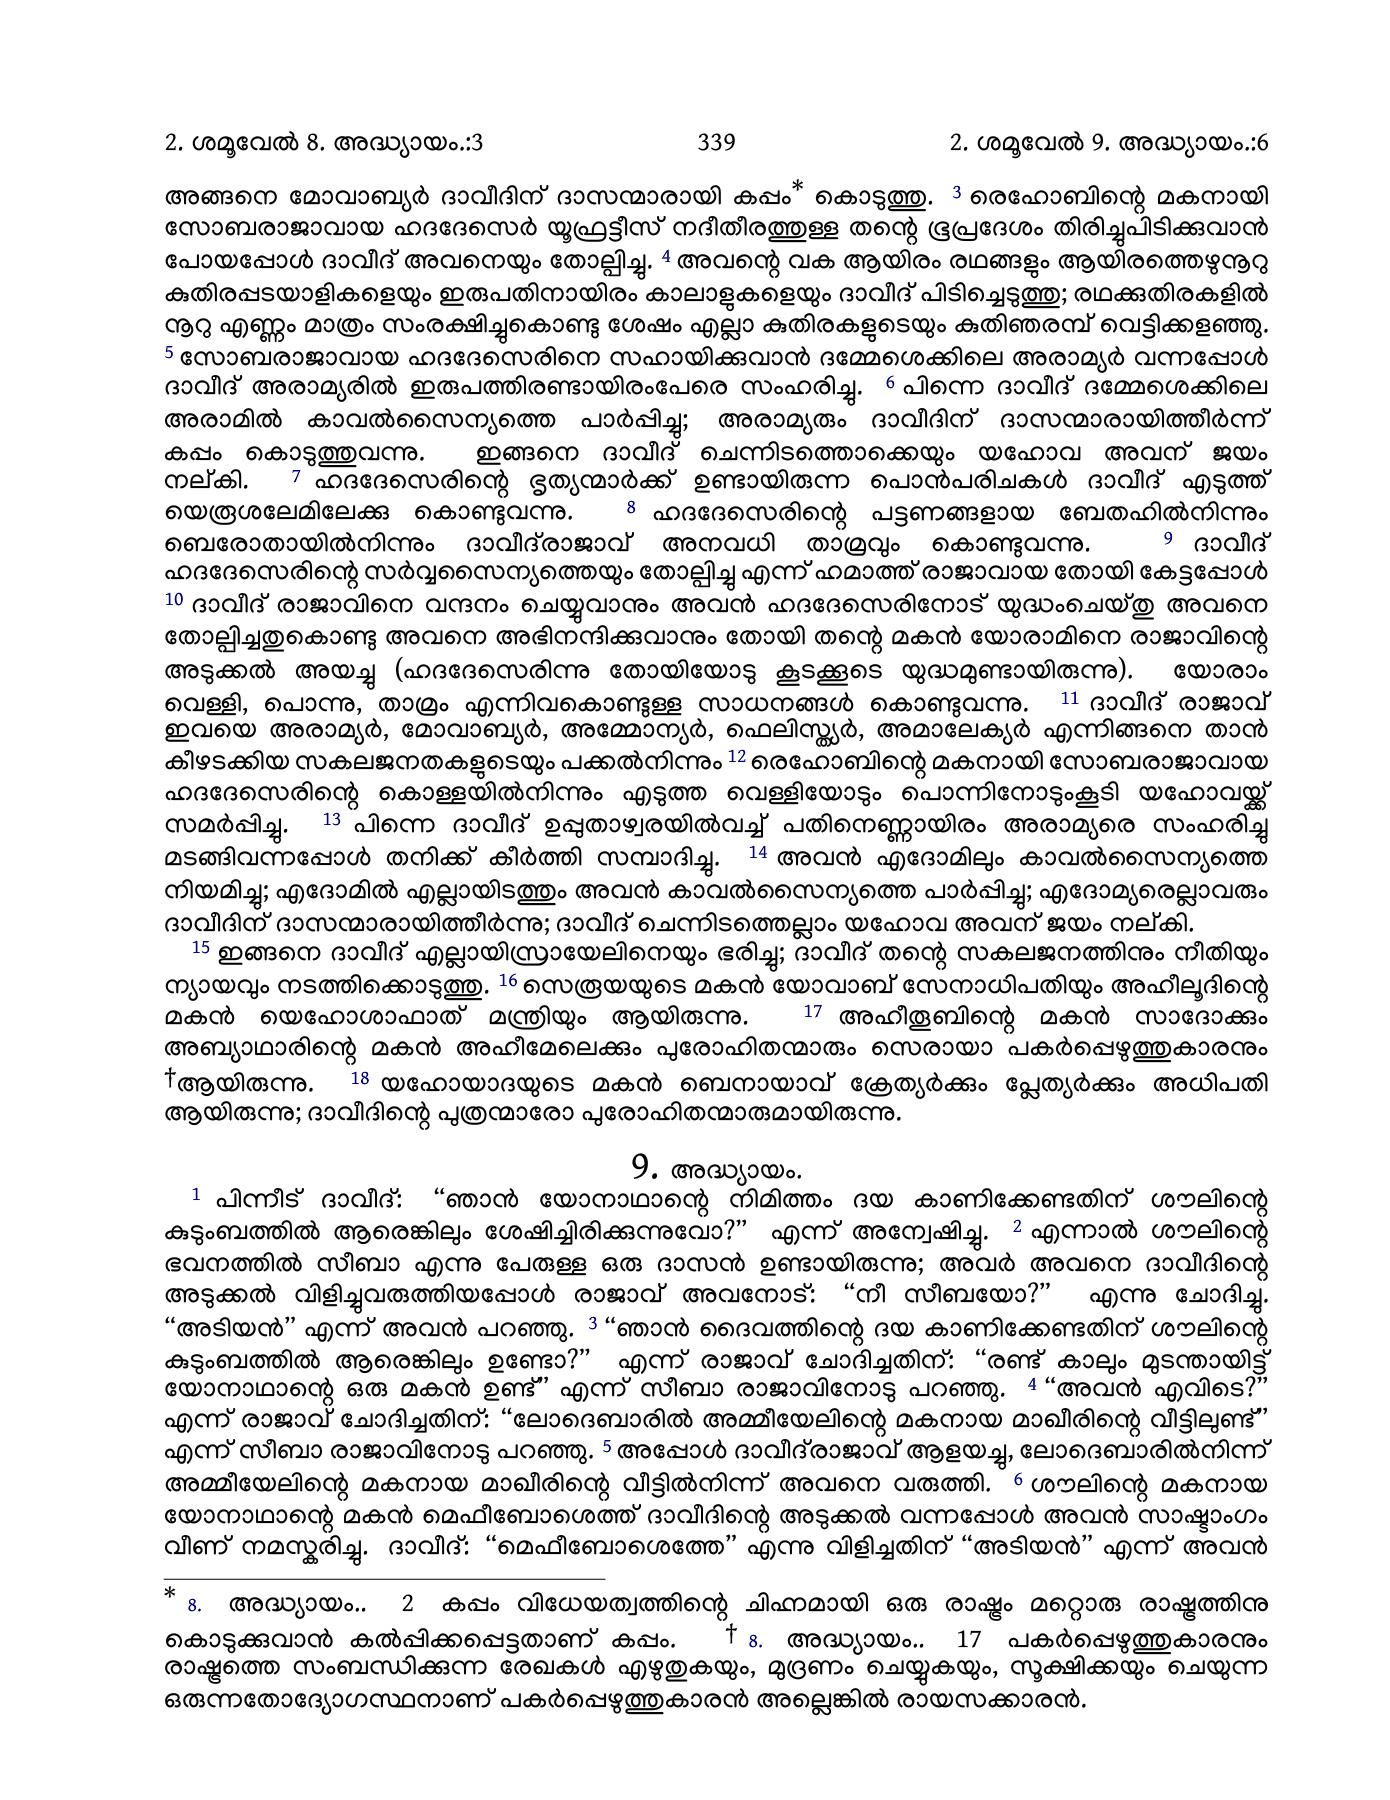 2. ശമൂവേൽ 8. അദ്ധ്യായം.:3 339 2. ശമൂവേൽ 9. അദ്ധ്യായം.:6
അങ്ങനെ മോവാബ്യർ ദാവീദിന് ദാസന്മാരായി കപ്പം* കൊടുത്തു. 3 രെഹോബിന്റെ മകനായി
സോബരാജാവായ ഹദദേസെർ യൂഫ്രട്ടീസ് നദീതീരത്തുള്ള തന്റെ ഭൂപ്രദേശം തിരിച്ചുപിടിക്കുവാൻ
പോയപ്പോൾ ദാവീദ് അവനെയും തോല്പിച്ചു. 4 അവന്റെ വക ആയിരം രഥങ്ങളും ആയിരത്തെഴുനൂറു
കുതിരപ്പടയാളികളെയും ഇരുപതിനായിരം കാലാളുകളെയും ദാവീദ് പിടിച്ചെടുത്തു; രഥക്കുതിരകളിൽ
നൂറു എണ്ണം മാത്രം സംരക്ഷിച്ചുകൊണ്ടു ശേഷം എല്ലാ കുതിരകളുടെയും കുതിഞരമ്പ് വെട്ടിക്കളഞ്ഞു.
5 സോബരാജാവായ ഹദദേസെരിനെ സഹായിക്കുവാൻ ദമ്മേശെക്കിലെ അരാമ്യർ വന്നപ്പോൾ
ദാവീദ് അരാമ്യരിൽ ഇരുപത്തിരണ്ടായിരംപേരെ സംഹരിച്ചു. 6 പിന്നെ ദാവീദ് ദമ്മേശെക്കിലെ
അരാമിൽ കാവൽസൈന്യത്തെ പാർപ്പിച്ചു; അരാമ്യരും ദാവീദിന് ദാസന്മാരായിത്തീർന്ന്
കപ്പം കൊടുത്തുവന്നു. ഇങ്ങനെ ദാവീദ് ചെന്നിടത്തൊക്കെയും യഹോവ അവന് ജയം
നല്കി. 7 ഹദദേസെരിന്റെ ഭൃത്യന്മാർക്ക് ഉണ്ടായിരുന്ന പൊൻപരിചകൾ ദാവീദ് എടുത്ത്
യെരൂശലേമിലേക്കു കൊണ്ടുവന്നു. 8 ഹദദേസെരിന്റെ പട്ടണങ്ങളായ ബേതഹിൽനിന്നും
ബെരോതായിൽനിന്നും ദാവീദ്‌രാജാവ് അനവധി താമ്രവും കൊണ്ടുവന്നു. 9 ദാവീദ്
ഹദദേസെരിന്റെ സർവ്വസൈന്യത്തെയും തോല്പിച്ചു എന്ന് ഹമാത്ത് രാജാവായ തോയി കേട്ടപ്പോൾ
10 ദാവീദ് രാജാവിനെ വന്ദനം ചെയ്യുവാനും അവൻ ഹദദേസെരിനോട് യുദ്ധംചെയ്തു അവനെ
തോല്പിച്ചതുകൊണ്ടു അവനെ അഭിനന്ദിക്കുവാനും തോയി തന്റെ മകൻ യോരാമിനെ രാജാവിന്റെ
അടുക്കൽ അയച്ചു (ഹദദേസെരിന്നു തോയിയോടു കൂടക്കൂടെ യുദ്ധമുണ്ടായിരുന്നു). യോരാം
വെള്ളി, പൊന്നു, താമ്രം എന്നിവകൊണ്ടുള്ള സാധനങ്ങൾ കൊണ്ടുവന്നു. 11 ദാവീദ് രാജാവ്
ഇവയെ അരാമ്യർ, മോവാബ്യർ, അമ്മോന്യർ, ഫെലിസ്ത്യർ, അമാലേക്യർ എന്നിങ്ങനെ താൻ
കീഴടക്കിയ സകലജനതകളുടെയും പക്കൽനിന്നും 12 രെഹോബിന്റെ മകനായി സോബരാജാവായ
ഹദദേസെരിന്റെ കൊള്ളയിൽനിന്നും എടുത്ത വെള്ളിയോടും പൊന്നിനോടുംകൂടി യഹോവയ്ക്ക്
സമർപ്പിച്ചു. 13 പിന്നെ ദാവീദ് ഉപ്പുതാഴ്വരയിൽവച്ച് പതിനെണ്ണായിരം അരാമ്യരെ സംഹരിച്ചു
മടങ്ങിവന്നപ്പോൾ തനിക്ക് കീർത്തി സമ്പാദിച്ചു. 14 അവൻ എദോമിലും കാവൽസൈന്യത്തെ
നിയമിച്ചു; എദോമിൽ എല്ലായിടത്തും അവൻ കാവൽസൈന്യത്തെ പാർപ്പിച്ചു; എദോമ്യരെല്ലാവരും
ദാവീദിന് ദാസന്മാരായിത്തീർന്നു; ദാവീദ് ചെന്നിടത്തെല്ലാം യഹോവ അവന് ജയം നല്കി.
15 ഇങ്ങനെ ദാവീദ് എല്ലായിസ്രായേലിനെയും ഭരിച്ചു; ദാവീദ് തന്റെ സകലജനത്തിനും നീതിയും
ന്യായവും നടത്തിക്കൊടുത്തു. 16 സെരൂയയുടെ മകൻ യോവാബ് സേനാധിപതിയും അഹീലൂദിന്റെ
മകൻ യെഹോശാഫാത് മന്ത്രിയും ആയിരുന്നു. 17 അഹീതൂബിന്റെ മകൻ സാദോക്കും
അബ്യാഥാരിന്റെ മകൻ അഹീമേലെക്കും പുരോഹിതന്മാരും സെരായാ പകർപ്പെഴുത്തുകാരനും
†ആയിരുന്നു. 18 യഹോയാദയുടെ മകൻ ബെനായാവ് ക്രേത്യർക്കും പ്ലേത്യർക്കും അധിപതി
ആയിരുന്നു; ദാവീദിന്റെ പുത്രന്മാരോ പുരോഹിതന്മാരുമായിരുന്നു.
9. അദ്ധ്യായം.
1 പിന്നീട് ദാവീദ്: “ഞാൻ യോനാഥാന്റെ നിമിത്തം ദയ കാണിക്കേണ്ടതിന് ശൗലിന്റെ
കുടുംബത്തിൽ ആരെങ്കിലും ശേഷിച്ചിരിക്കുന്നുവോ?” എന്ന് അന്വേഷിച്ചു. 2 എന്നാൽ ശൗലിന്റെ
ഭവനത്തിൽ സീബാ എന്നു പേരുള്ള ഒരു ദാസൻ ഉണ്ടായിരുന്നു; അവർ അവനെ ദാവീദിന്റെ
അടുക്കൽ വിളിച്ചുവരുത്തിയപ്പോൾ രാജാവ് അവനോട്: “നീ സീബയോ?” എന്നു ചോദിച്ചു.
“അടിയൻ” എന്ന് അവൻ പറഞ്ഞു. 3 “ഞാൻ ദൈവത്തിന്റെ ദയ കാണിക്കേണ്ടതിന് ശൗലിന്റെ
കുടുംബത്തിൽ ആരെങ്കിലും ഉണ്ടോ?” എന്ന് രാജാവ് ചോദിച്ചതിന്: “രണ്ട് കാലും മുടന്തായിട്ട്
യോനാഥാന്റെ ഒരു മകൻ ഉണ്ട്” എന്ന് സീബാ രാജാവിനോടു പറഞ്ഞു. 4 “അവൻ എവിടെ?”
എന്ന് രാജാവ് ചോദിച്ചതിന്: “ലോദെബാരിൽ അമ്മീയേലിന്റെ മകനായ മാഖീരിന്റെ വീട്ടിലുണ്ട്”
എന്ന് സീബാ രാജാവിനോടു പറഞ്ഞു. 5 അപ്പോൾ ദാവീദ്‌രാജാവ് ആളയച്ചു, ലോദെബാരിൽനിന്ന്
അമ്മീയേലിന്റെ മകനായ മാഖീരിന്റെ വീട്ടിൽനിന്ന് അവനെ വരുത്തി. 6 ശൗലിന്റെ മകനായ
യോനാഥാന്റെ മകൻ മെഫീബോശെത്ത് ദാവീദിന്റെ അടുക്കൽ വന്നപ്പോൾ അവൻ സാഷ്ടാംഗം
വീണ് നമസ്കരിച്ചു. ദാവീദ്: “മെഫീബോശെത്തേ” എന്നു വിളിച്ചതിന് “അടിയൻ” എന്ന് അവൻ
* 8. അദ്ധ്യായം.. 2 കപ്പം വിധേയത്വത്തിന്റെ ചിഹ്നമായി ഒരു രാഷ്ട്രം മറ്റൊരു രാഷ്ട്രത്തിനു
കൊടുക്കുവാൻ കൽപ്പിക്കപ്പെട്ടതാണ് കപ്പം. † 8. അദ്ധ്യായം.. 17 പകർപ്പെഴുത്തുകാരനും
രാഷ്ട്രത്തെ സംബന്ധിക്കുന്ന രേഖകൾ എഴുതുകയും, മുദ്രണം ചെയ്യുകയും, സൂക്ഷിക്കയും ചെയുന്ന
ഒരുന്നതോദ്യോഗസ്ഥനാണ് പകർപ്പെഴുത്തുകാരൻ അല്ലെങ്കിൽ രായസക്കാരൻ.